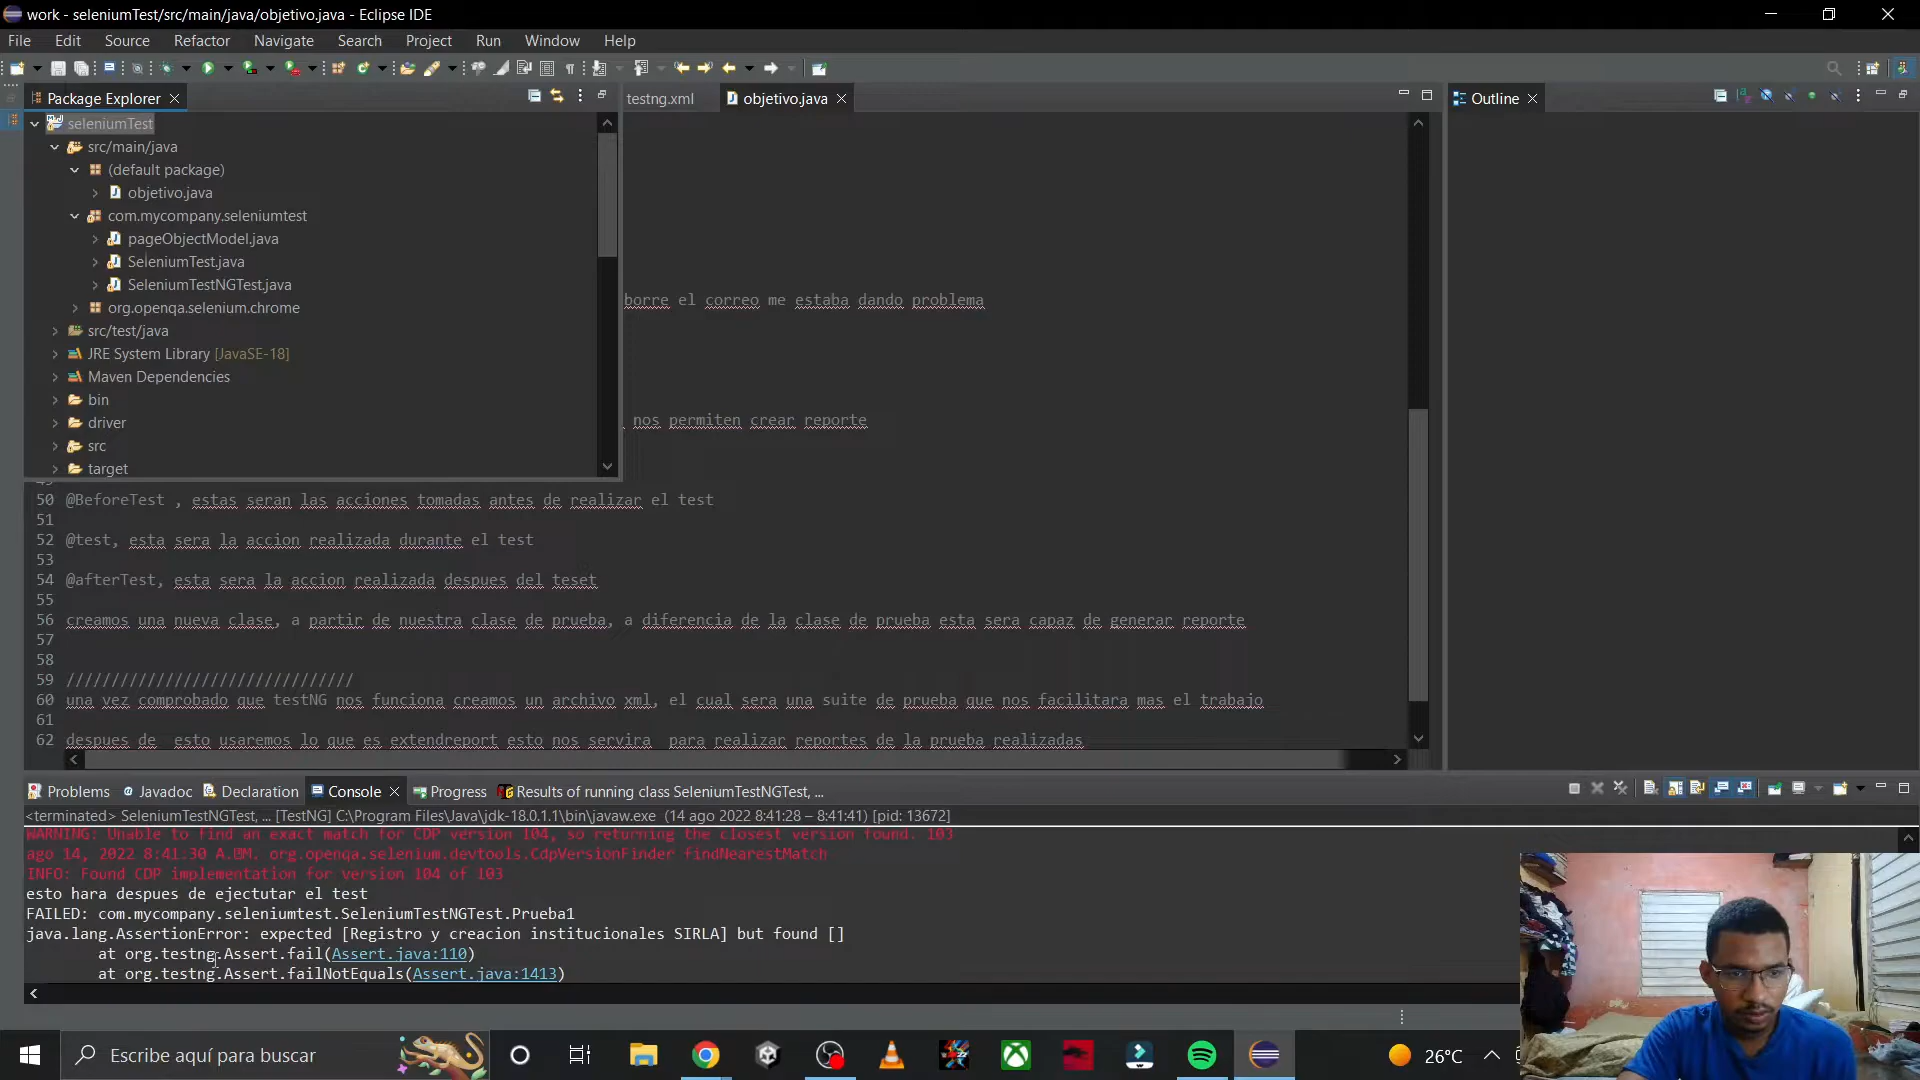 work - seleniumTest/src/main/java/objetivo.java - Eclipse IDE
File Edit Source Refactor Navigate Search Project Run Window Help
Package Explorer
testng.xml
objetivo.java
Outline
seleniumTest
src/main/java
(default package)
objetivo.java
com.mycompany.seleniumtest
pageObjectModel.java
SeleniumTest.java
SeleniumTestNGTest.java
org.openqa.selenium.chrome
src/test/java
JRE System Library [JavaSE-18]
Maven Dependencies
bin
driver
src
target
borre el correo me estaba dando problema
nos permiten crear reporte
50 @BeforeTest , estas seran las acciones tomadas antes de realizar el test
51
52 @test, esta sera la accion realizada durante el test
53
54 @afterTest, esta sera la accion realizada despues del teset
55
56 creamos una nueva clase, a partir de nuestra clase de prueba, a diferencia de la clase de prueba esta sera capaz de generar reporte
57
58
59 ////////////////////////////////
60 una vez comprobado que testNG nos funciona creamos un archivo xml, el cual sera una suite de prueba que nos facilitara mas el trabajo
61
62 despues de  esto usaremos lo que es extendreport esto nos servira  para realizar reportes de la prueba realizadas
Problems Javadoc Declaration Console Progress Results of running class SeleniumTestNGTest, ...
<terminated> SeleniumTestNGTest, ... [TestNG] C:\Program Files\Java\jdk-18.0.1.1\bin\javaw.exe (14 ago 2022 8:41:28 – 8:41:41) [pid: 13672]
WARNING: Unable to find an exact match for CDP version 104, so returning the closest version found. 103
ago 14, 2022 8:41:30 A. M. org.openqa.selenium.devtools.CdpVersionFinder findNearestMatch
INFO: Found CDP implementation for version 104 of 103
esto hara despues de ejectutar el test
FAILED: com.mycompany.seleniumtest.SeleniumTestNGTest.Prueba1
java.lang.AssertionError: expected [Registro y creacion institucionales SIRLA] but found []
at org.testng.Assert.fail(Assert.java:110)
at org.testng.Assert.failNotEquals(Assert.java:1413)
Escribe aquí para buscar
26°C